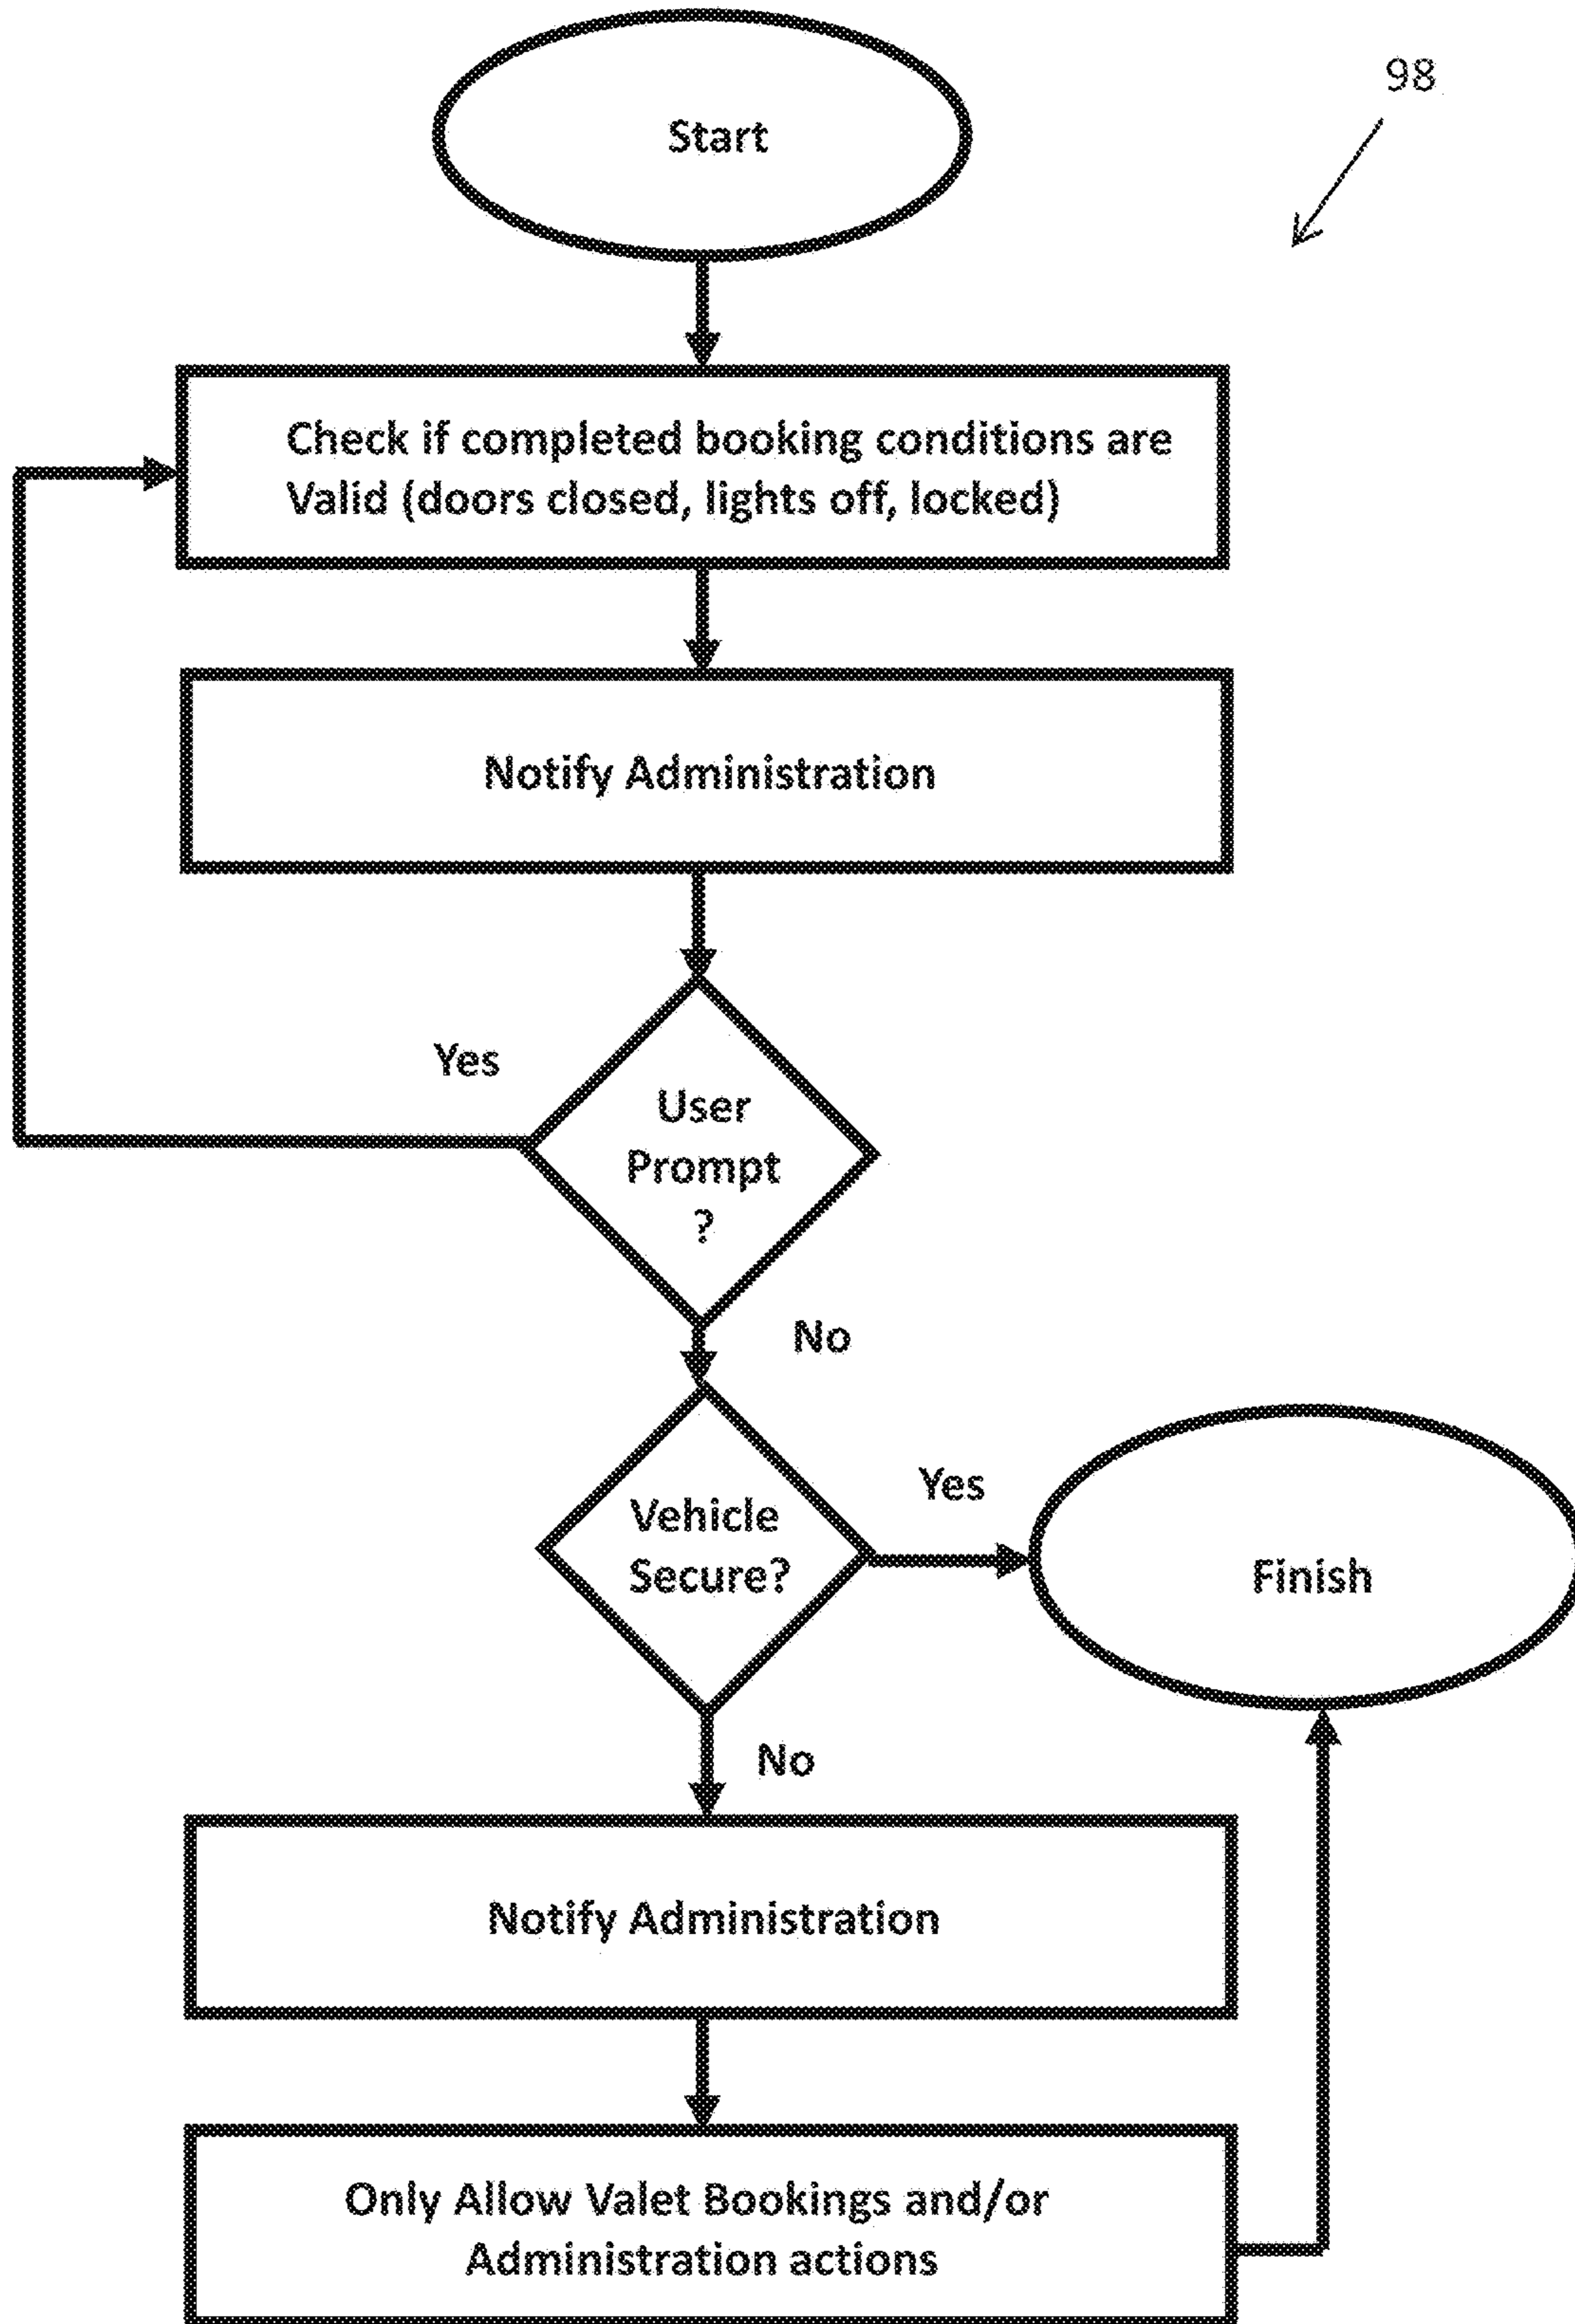 98
Start
Check if completed booking conditions are
Valid (doors closed, lights off, locked)
Notify Administration
Yes
User
Prompt
?
No
Yes
Vehicle
Secure?
Finish
No
Notify Administration
Only Allow Valet Bookings and/or
Administration actions